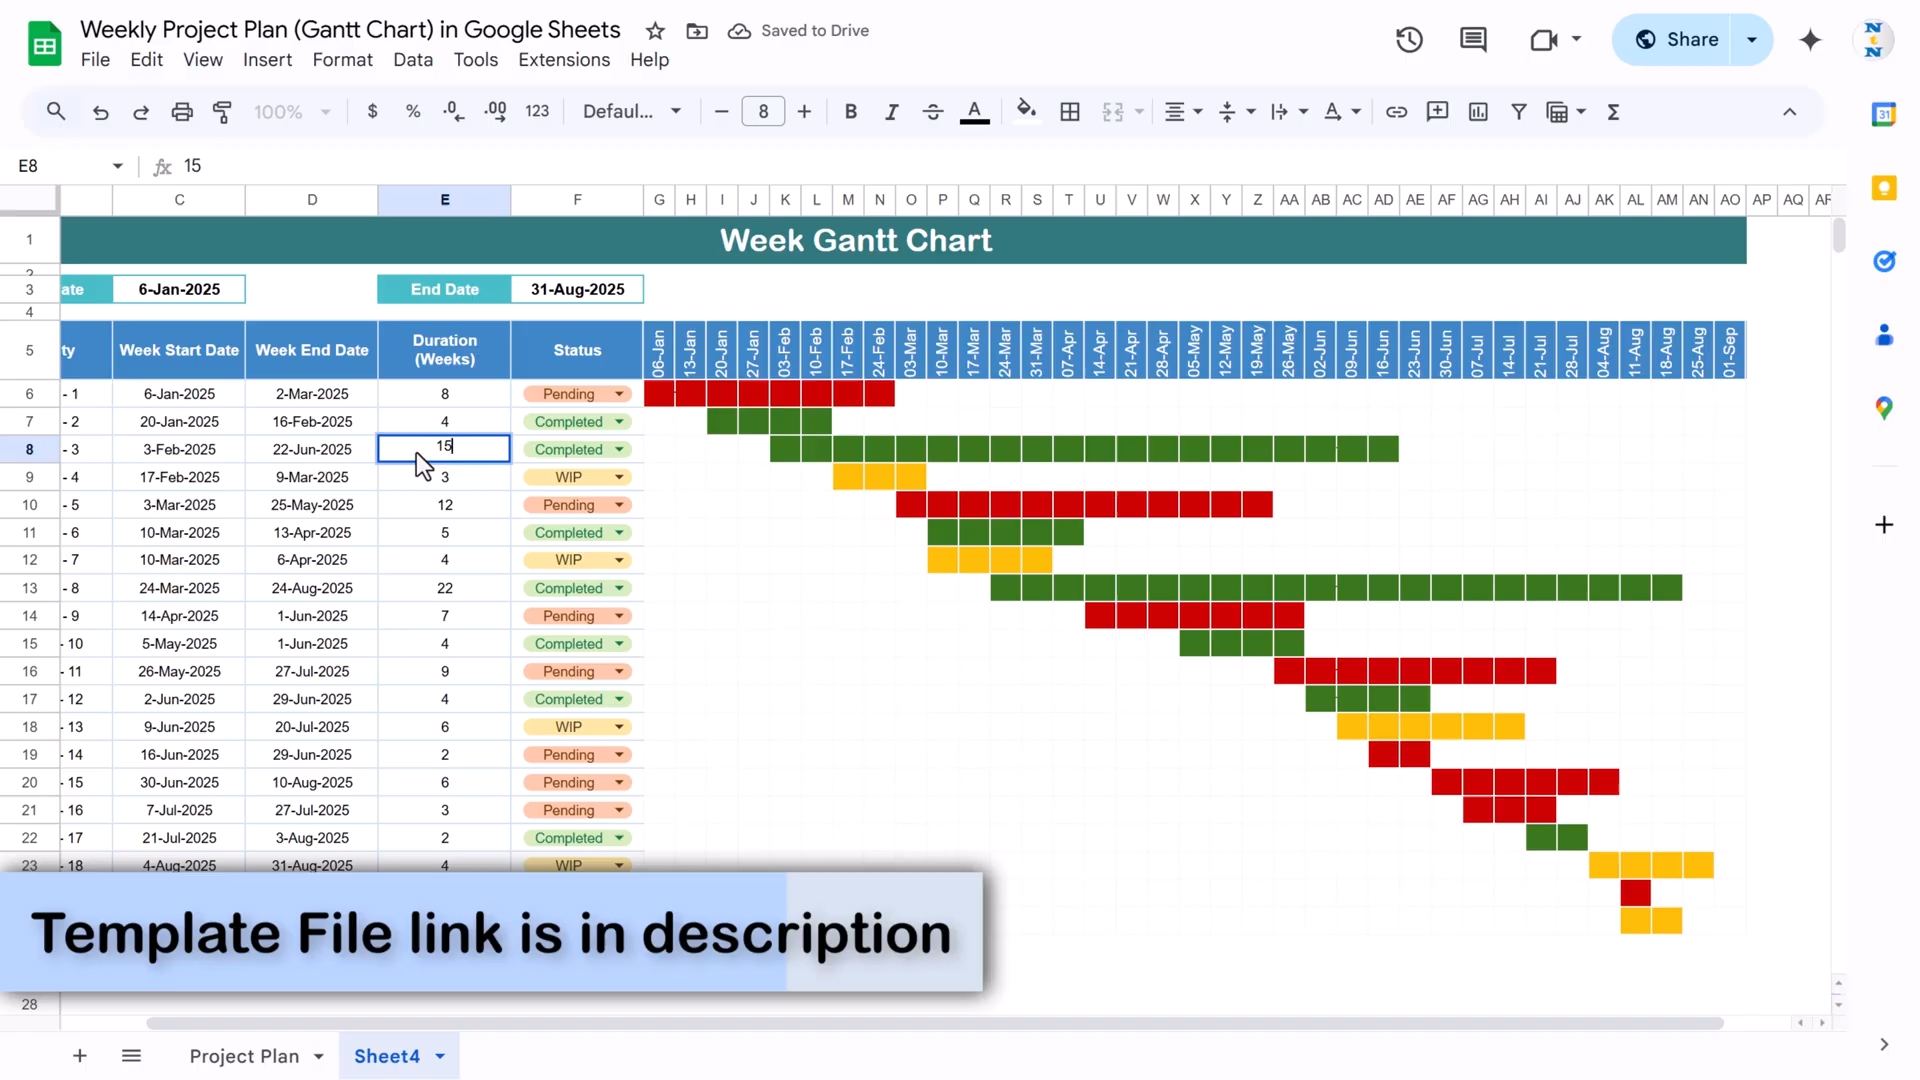 Weekly Project Plan (Gantt Chart) in Google Sheets Saved to Drive
File Edit View Insert Format Data Tools Extensions Help
Share
100% $ % .0 .00 123 Defaul... 8 B I A Σ
E8 fx 15
C D E F G H I J K L M N O P Q R S T U V W X Y Z AA AB AC AD AE AF AG AH AI AJ AK AL AM AN AO AP AQ AR
1 Week Gantt Chart
2
3 ate 6-Jan-2025 End Date 31-Aug-2025
4
5 ty Week Start Date Week End Date Duration (Weeks) Status 06-Jan 13-Jan 20-Jan 27-Jan 03-Feb 10-Feb 17-Feb 24-Feb 03-Mar 10-Mar 17-Mar 24-Mar 31-Mar 07-Apr 14-Apr 21-Apr 28-Apr 05-May 12-May 19-May 26-May 02-Jun 09-Jun 16-Jun 23-Jun 30-Jun 07-Jul 14-Jul 21-Jul 28-Jul 04-Aug 11-Aug 18-Aug 25-Aug 01-Sep
6 - 1 6-Jan-2025 2-Mar-2025 8 Pending
7 - 2 20-Jan-2025 16-Feb-2025 4 Completed
8 - 3 3-Feb-2025 22-Jun-2025 15 Completed
9 - 4 17-Feb-2025 9-Mar-2025 3 WIP
10 - 5 3-Mar-2025 25-May-2025 12 Pending
11 - 6 10-Mar-2025 13-Apr-2025 5 Completed
12 - 7 10-Mar-2025 6-Apr-2025 4 WIP
13 - 8 24-Mar-2025 24-Aug-2025 22 Completed
14 - 9 14-Apr-2025 1-Jun-2025 7 Pending
15 - 10 5-May-2025 1-Jun-2025 4 Completed
16 - 11 26-May-2025 27-Jul-2025 9 Pending
17 - 12 2-Jun-2025 29-Jun-2025 4 Completed
18 - 13 9-Jun-2025 20-Jul-2025 6 WIP
19 - 14 16-Jun-2025 29-Jun-2025 2 Pending
20 - 15 30-Jun-2025 10-Aug-2025 6 Pending
21 - 16 7-Jul-2025 27-Jul-2025 3 Pending
22 - 17 21-Jul-2025 3-Aug-2025 2 Completed
23 - 18 4-Aug-2025 31-Aug-2025 4 WIP
Template File link is in description
28
Project Plan Sheet4